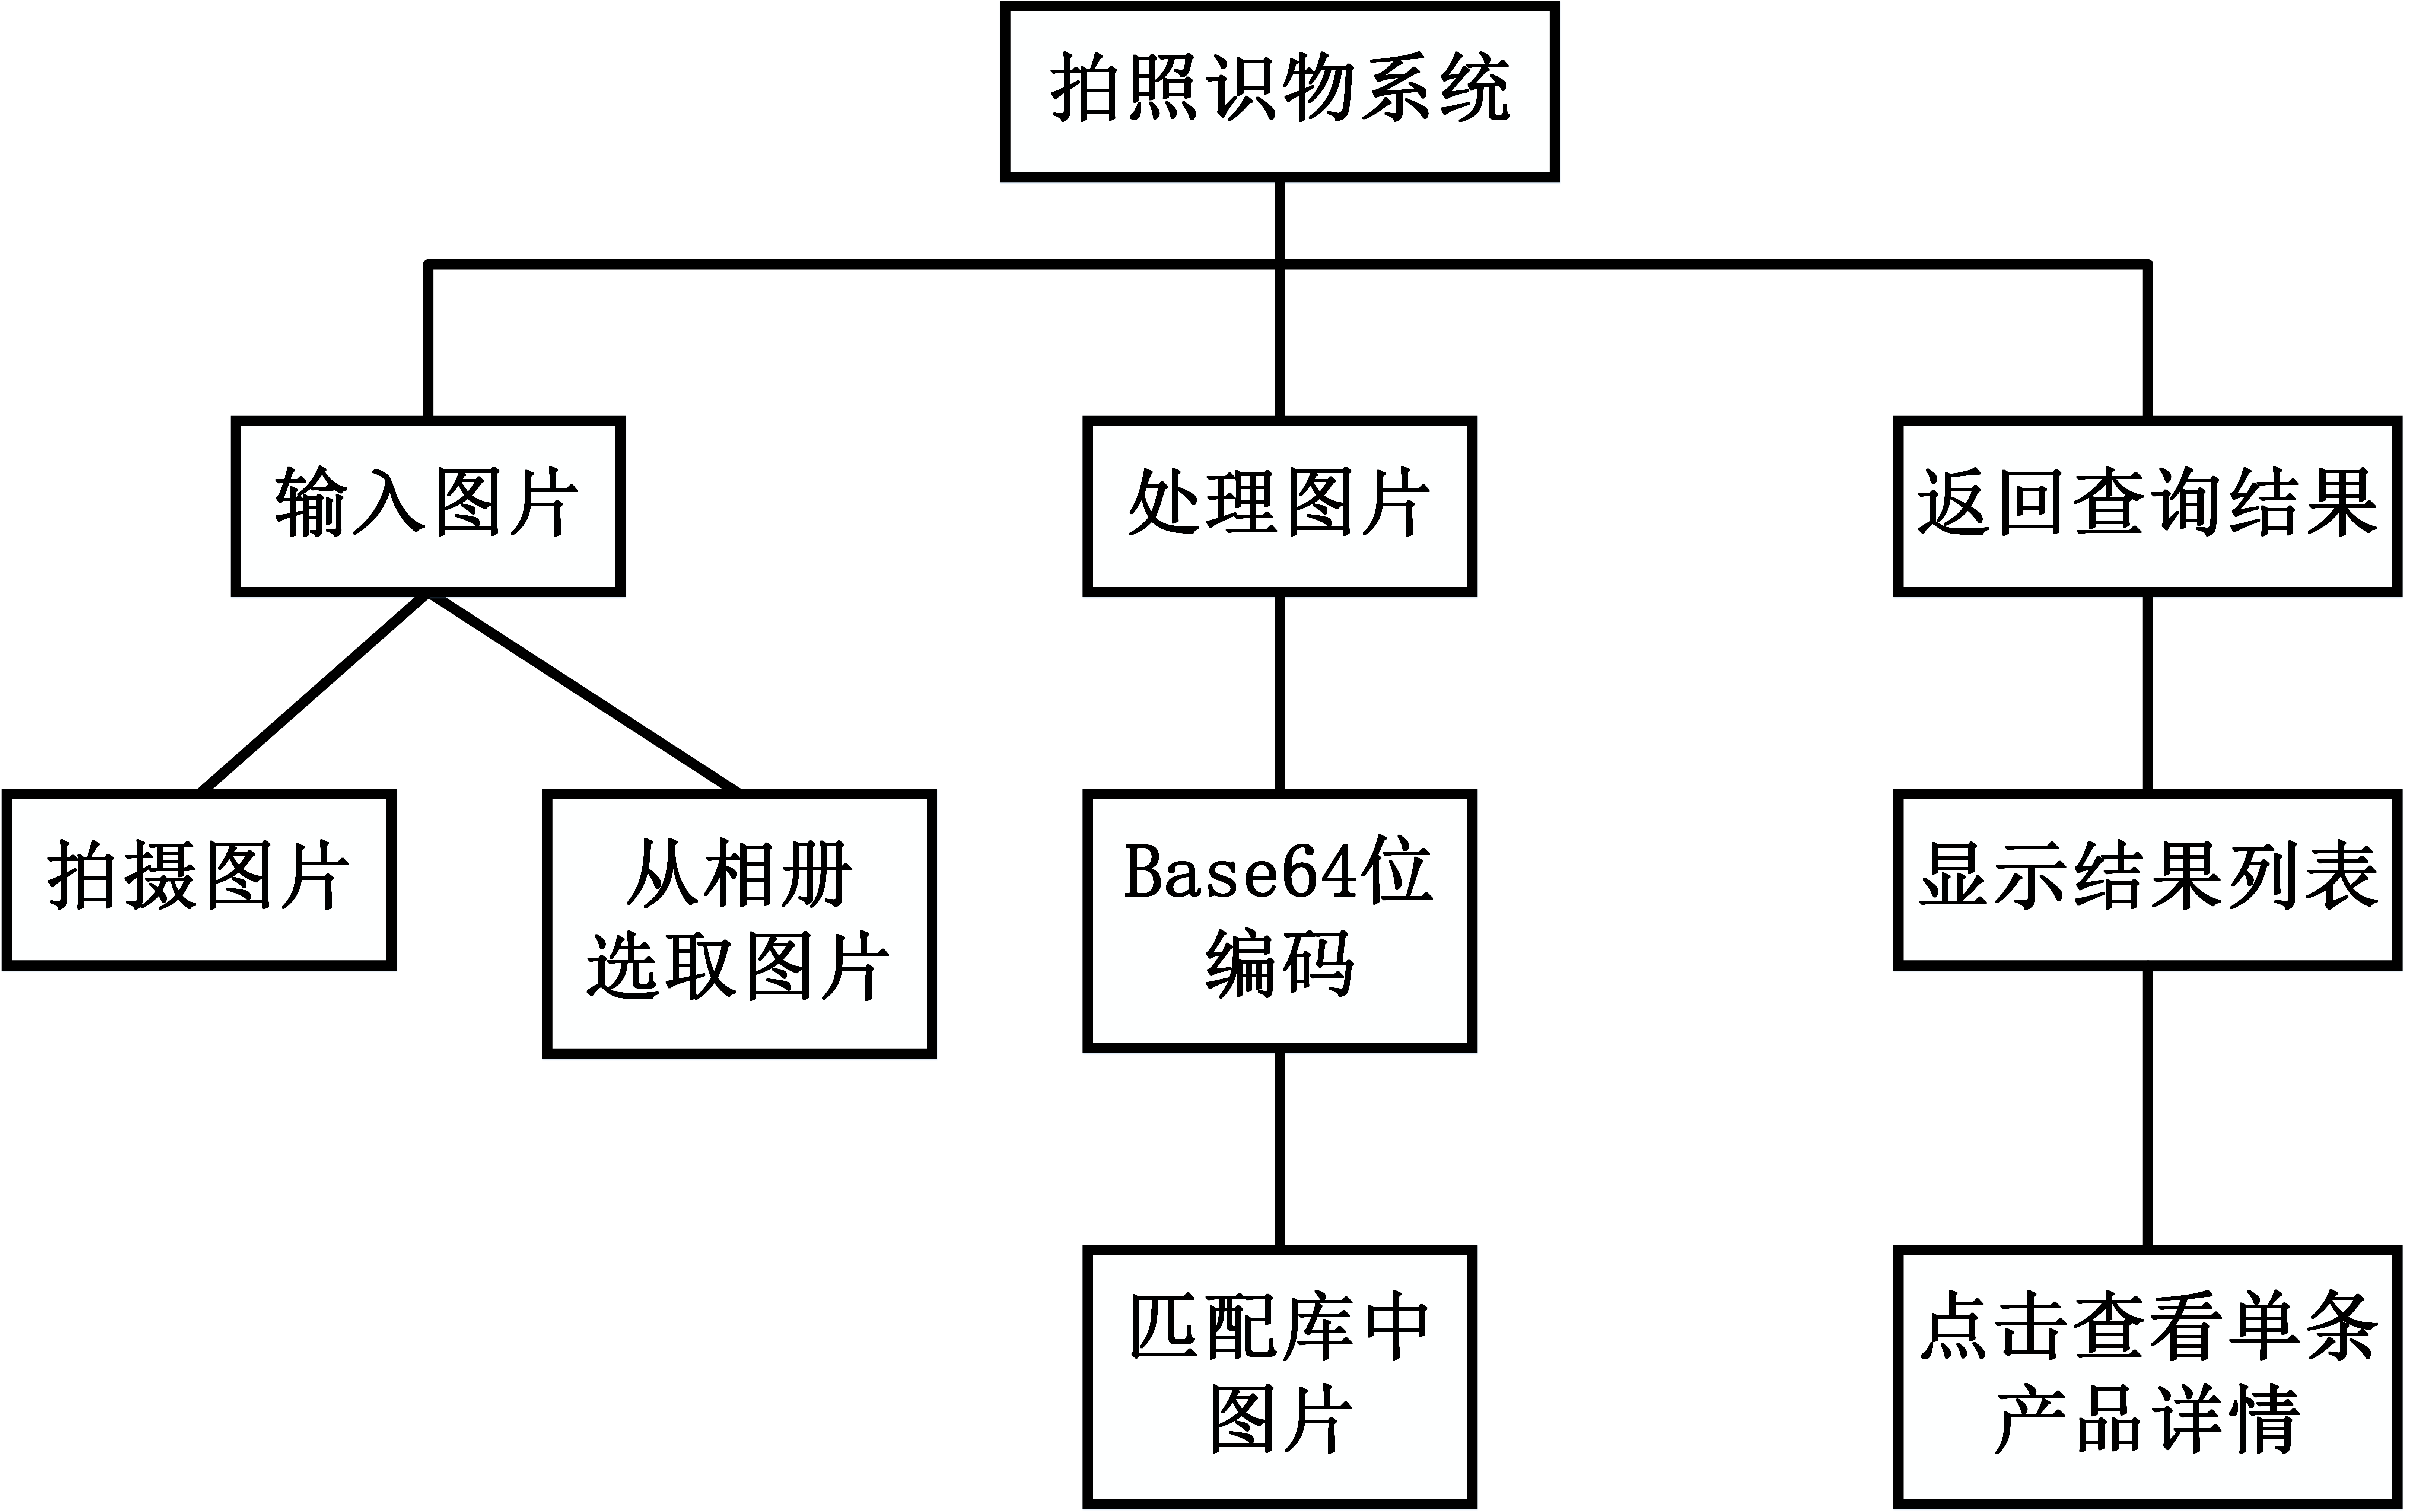 拍照识物系统
输入图片
处理图片
返回查询结果
拍摄图片
从相册
选取图片
Base64位
编码
显示结果列表
匹配库中
图片
点击查看单条
产品详情